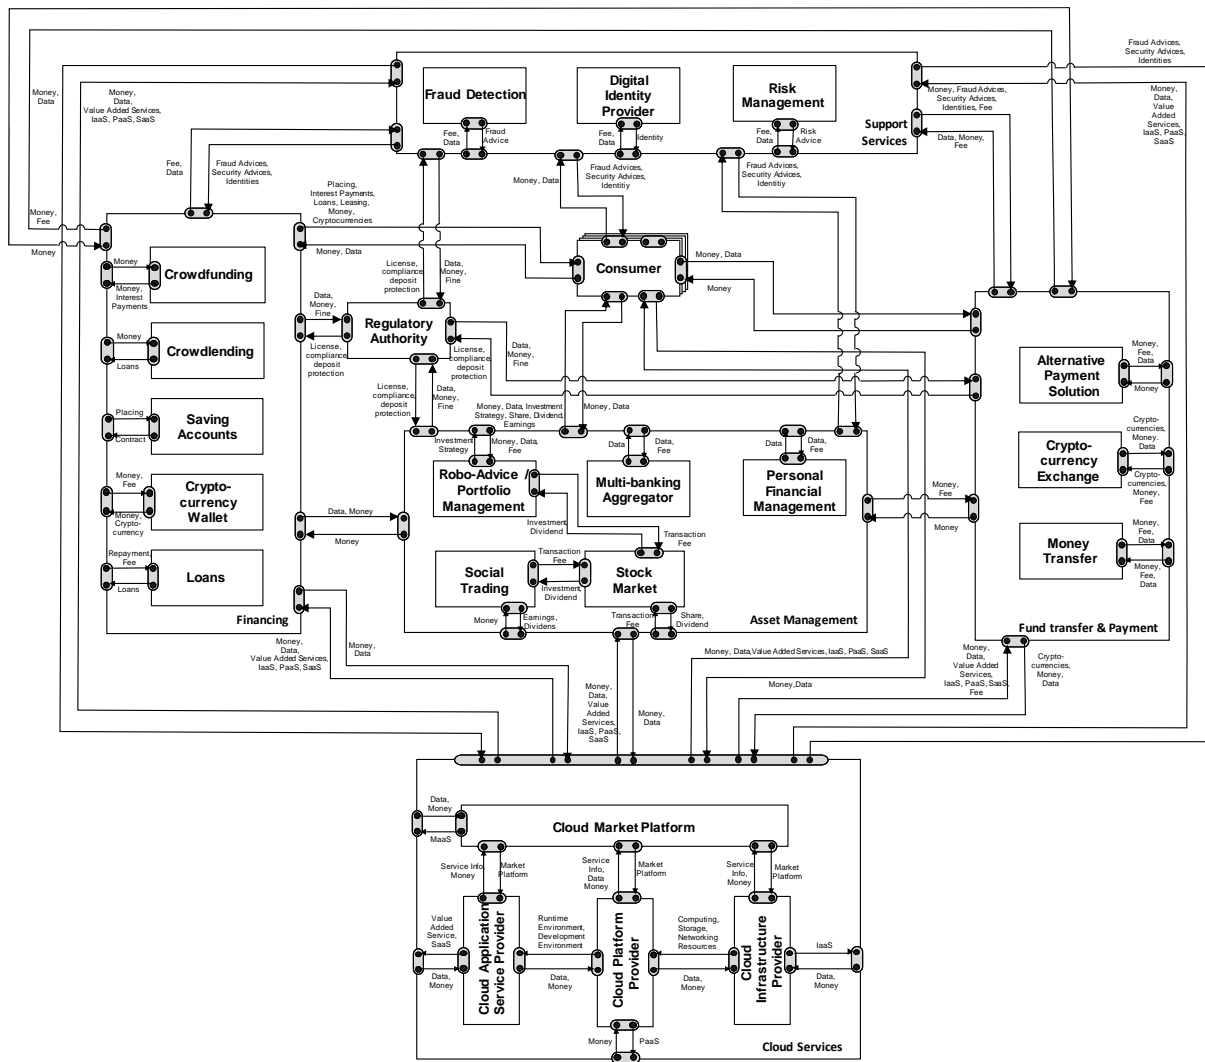 Fraud Advices,
Security Advices,
Identities
Money,
Data
Money,
Data,
Value Added Services,
IaaS, PaaS, SaaS
Fraud Detection
Digital
Identity
Provider
Risk
Management
Support
Services
Fee,
Data
Fraud
Advice
Fee,
Data
Identity
Fee,
Data
Risk
Advice
Money, Fraud Advices,
Security Advices,
Identities, Fee
Data, Money,
Fee
Money,
Data,
Value
Added
Services,
IaaS, PaaS,
SaaS
Fee,
Data
Fraud Advices,
Security Advices,
Identities
Placing,
Interest Payments,
Loans, Leasing,
Money,
Cryptocurrencies
Money, Data
Money, Data
Fraud Advices,
Security Advices,
Identitiy
Fraud Advices,
Security Advices,
Identitiy
Money,
Fee
Money
Consumer
Money, Data
Money
License,
compliance,
deposit
protection
Data,
Money,
Fine
Money
Crowdfunding
Money,
Interest
Payments
Data,
Money,
Fine
License,
compliance,
deposit
protection
Regulatory
Authority
License,
compliance,
deposit
protection
Data,
Money,
Fine
License,
compliance,
deposit
protection
Data,
Money,
Fine
Money
Crowdlending
Loans
Alternative
Payment
Solution
Money,
Fee,
Data
Money
Placing
Saving
Accounts
Contract
Money, Data, Investment
Strategy, Share, Dividend,
Earnings
Money, Data
Investment
Strategy
Money, Data,
Fee
Data
Data,
Fee
Data
Data,
Fee
Robo-Advice /
Portfolio
Management
Multi-banking
Aggregator
Personal
Financial
Management
Crypto-
currency
Exchange
Crypto-
currencies,
Money,
Data
Crypto-
currencies,
Money,
Fee
Money,
Fee
Crypto-
currency
Wallet
Money,
Crypto-
currency
Data, Money
Money
Investment,
Dividend
Transaction
Fee
Money,
Fee
Money
Repayment,
Fee
Loans
Loans
Social
Trading
Transaction
Fee
Investment,
Dividend
Stock
Market
Money
Transfer
Money,
Fee,
Data
Money,
Fee,
Data
Financing
Money
Earnings,
Dividens
Transaction
Fee
Share,
Dividend
Asset Management
Fund transfer & Payment
Money,
Data,
Value Added Services,
IaaS, PaaS, SaaS
Money,
Data
Money, Data,Value Added Services, IaaS, PaaS, SaaS
Money,Data
Money,
Data,
Value
Added
Services,
IaaS, PaaS,
SaaS
Money,
Data
Money,
Data,
Value Added
Services,
IaaS, PaaS, SaaS,
Fee
Crypto-
currencies,
Money,
Data
Data,
Money
MaaS
Cloud Market Platform
Service Info,
Money
Market
Platform
Service
Info,
Data
Money
Market
Platform
Service
Info,
Money
Market
Platform
Value
Added
Service,
SaaS
Data,
Money
Cloud Application
Service Provider
Runtime
Environment,
Development
Environment
Data,
Money
Cloud Platform
Provider
Computing,
Storage,
Networking
Resources
Data,
Money
Cloud
Infrastructure
Provider
IaaS
Data,
Money
Money
PaaS
Cloud Services